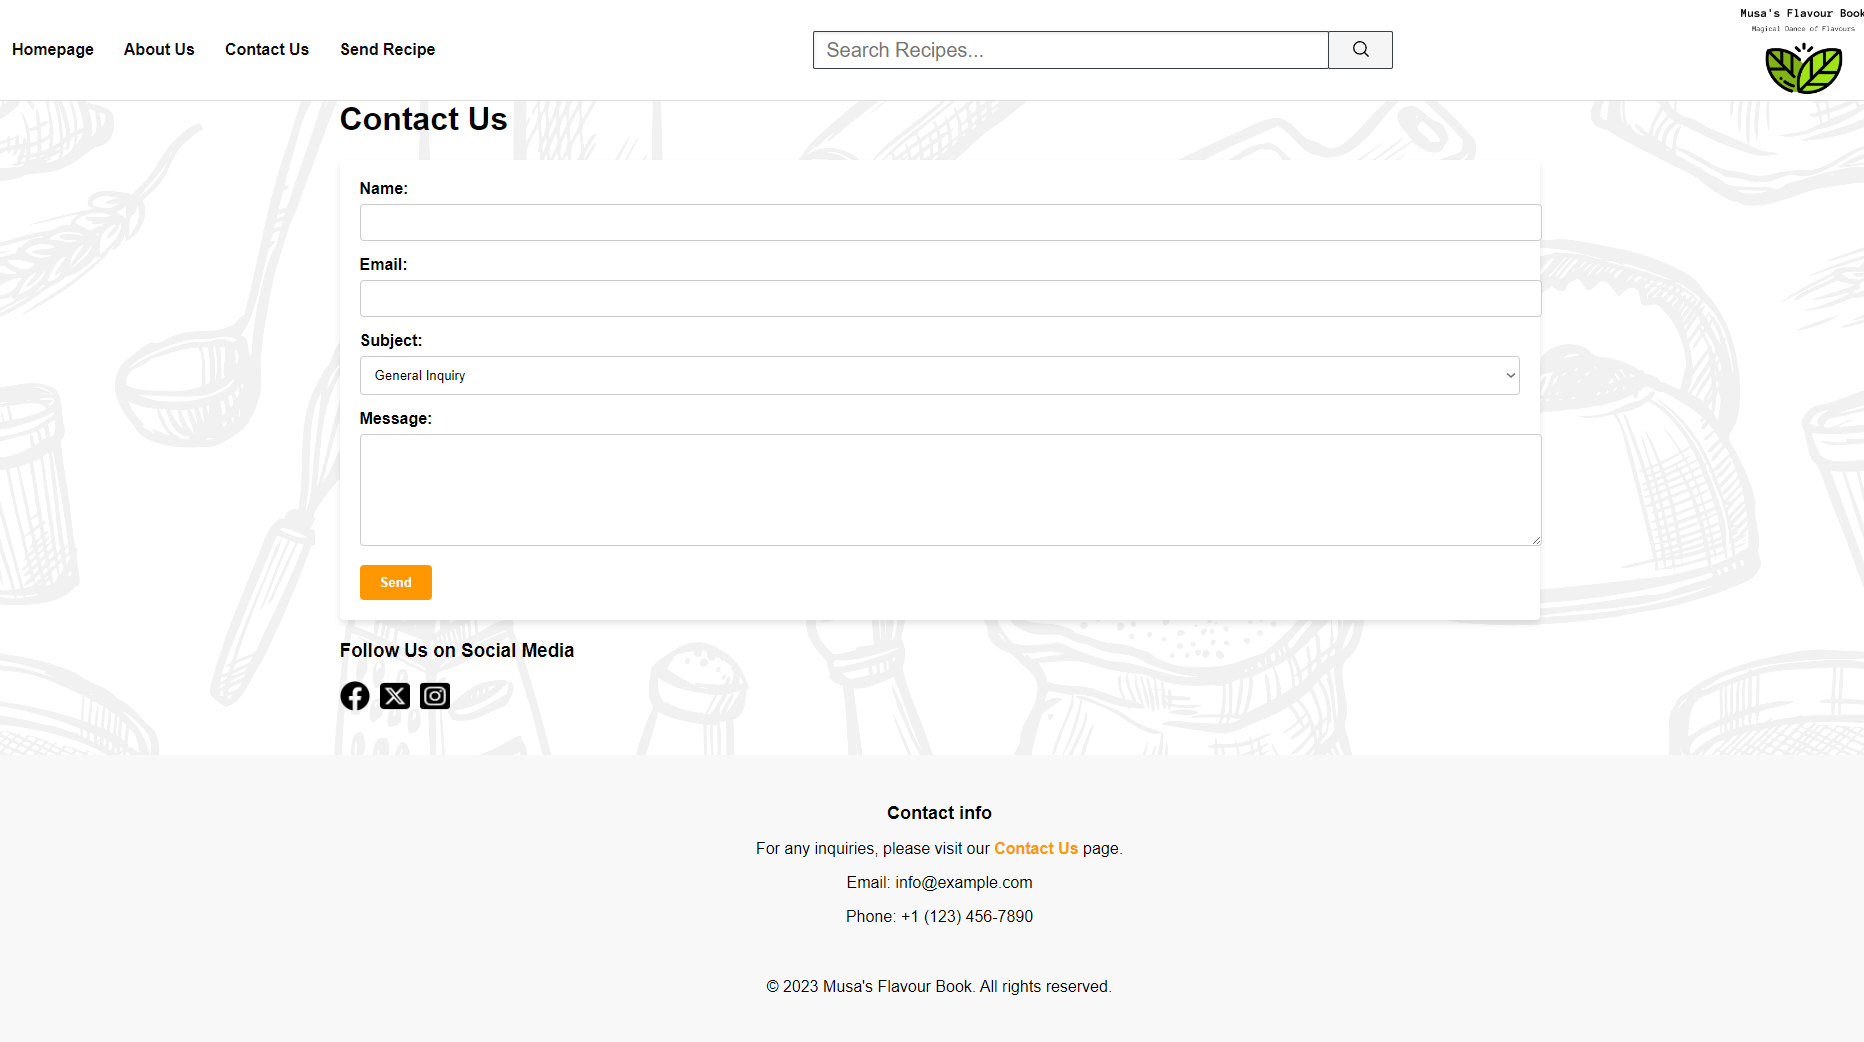 Homepage About Us Contact Us Send Recipe Search Recipes... Musa's Flavour Book
Magical Dance of Flavours
Contact Us
Name:
Email:
Subject:
General Inquiry
Message:
Send
Follow Us on Social Media
Contact info
For any inquiries, please visit our Contact Us page.
Email: info@example.com
Phone: +1 (123) 456-7890
© 2023 Musa's Flavour Book. All rights reserved.